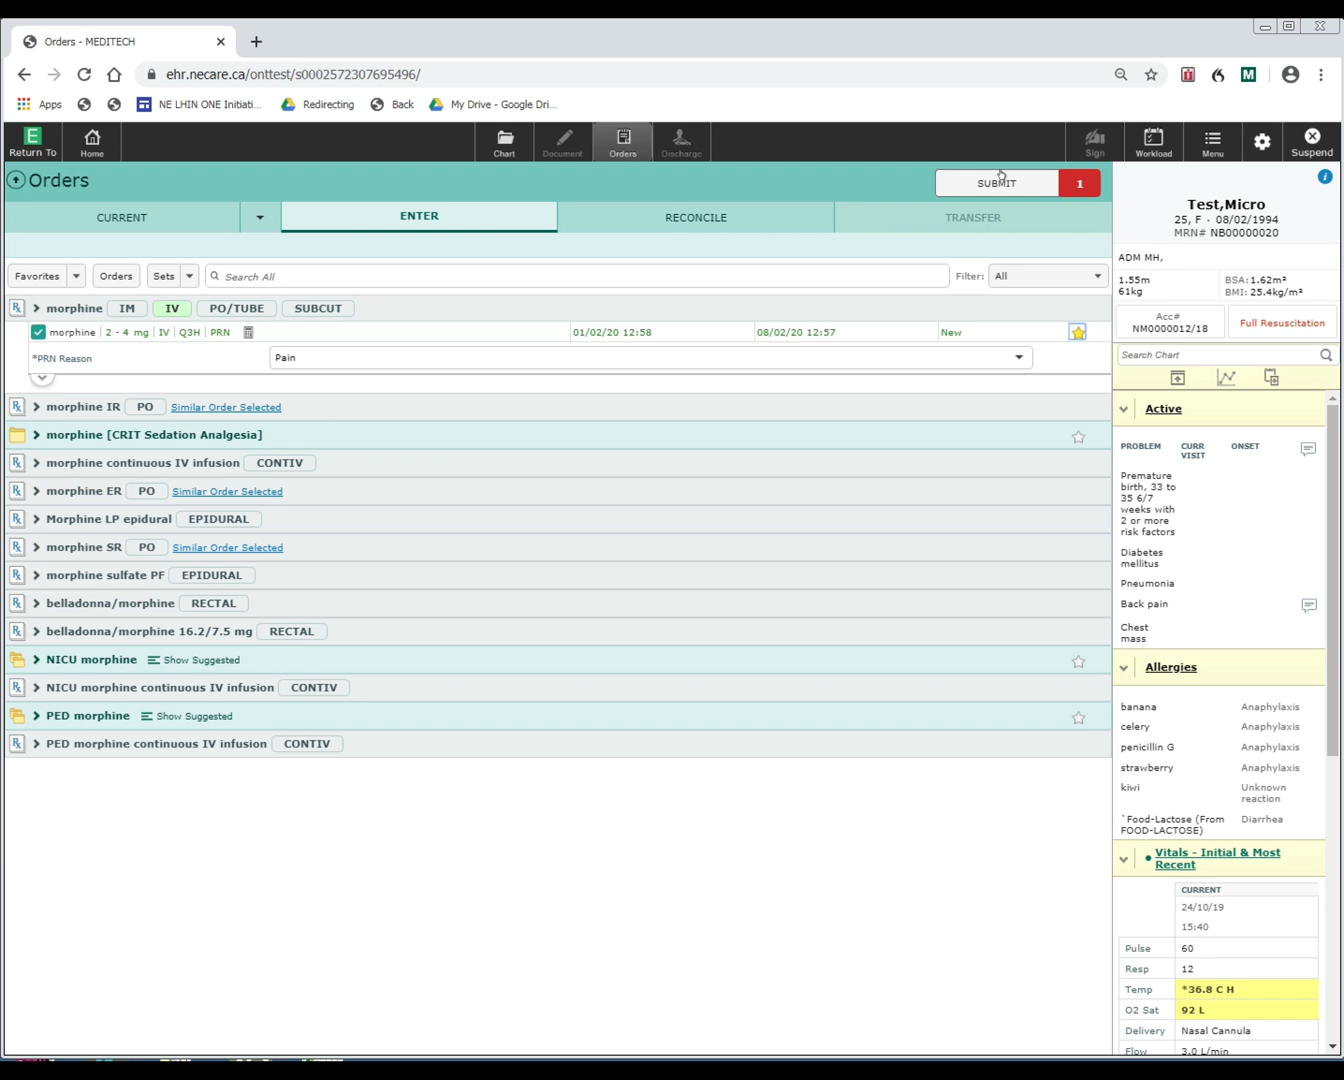 Orders - MEDITECH
ehr.necare.ca/onttest/s0002572307695496/
M
Apps
NE LHIN ONE Initiati...
Redirecting
Back
My Drive - Google Dri...
E
Return To
Home
Chart
Document
Orders
Discharge
Sign
Workload
Menu
Suspend
Orders
SUBMIT 1
CURRENT
ENTER
RECONCILE
TRANSFER
Favorites
Orders
Sets
Search All
Filter: All
morphine IM IV PO/TUBE SUBCUT
morphine 2 - 4 mg IV Q3H PRN 01/02/20 12:58 08/02/20 12:57 New
*PRN Reason Pain
morphine IR PO Similar Order Selected
morphine [CRIT Sedation Analgesia]
morphine continuous IV infusion CONTIV
morphine ER PO Similar Order Selected
Morphine LP epidural EPIDURAL
morphine SR PO Similar Order Selected
morphine sulfate PF EPIDURAL
belladonna/morphine RECTAL
belladonna/morphine 16.2/7.5 mg RECTAL
NICU morphine Show Suggested
NICU morphine continuous IV infusion CONTIV
PED morphine Show Suggested
PED morphine continuous IV infusion CONTIV
Test,Micro
25, F · 08/02/1994
MRN# NB00000020
ADM MH,
1.55m BSA: 1.62m²
61kg BMI: 25.4kg/m²
Acc#
NM0000012/18
Full Resuscitation
Search Chart
Active
PROBLEM CURR VISIT ONSET
Premature
birth, 33 to
35 6/7
weeks with
2 or more
risk factors
Diabetes
mellitus
Pneumonia
Back pain
Chest
mass
Allergies
banana Anaphylaxis
celery Anaphylaxis
penicillin G Anaphylaxis
strawberry Anaphylaxis
kiwi Unknown reaction
`Food-Lactose (From FOOD-LACTOSE) Diarrhea
Vitals - Initial & Most
Recent
CURRENT
24/10/19
15:40
Pulse 60
Resp 12
Temp *36.8 C H
O2 Sat 92 L
Delivery Nasal Cannula
Flow 3.0 L/min